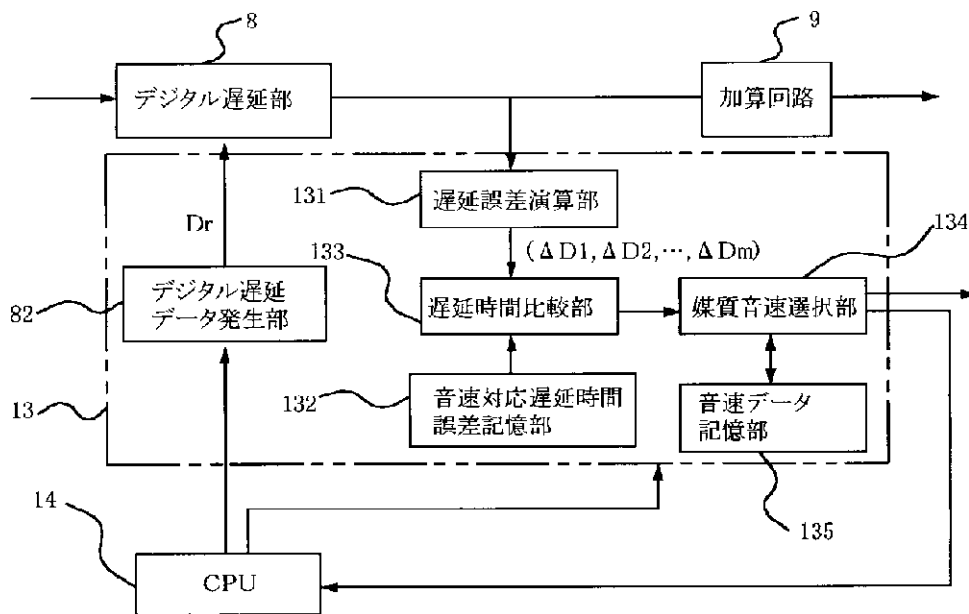 8
9
デジタル遅延部
加算回路
131
遅延誤差演算部
Dr
(ΔD1,ΔD2,…,ΔDm)
134
133
82
デジタル遅延
データ発生部
遅延時間比較部
媒質音速選択部
13
132
音速対応遅延時間
誤差記憶部
音速データ
記憶部
14
135
CPU